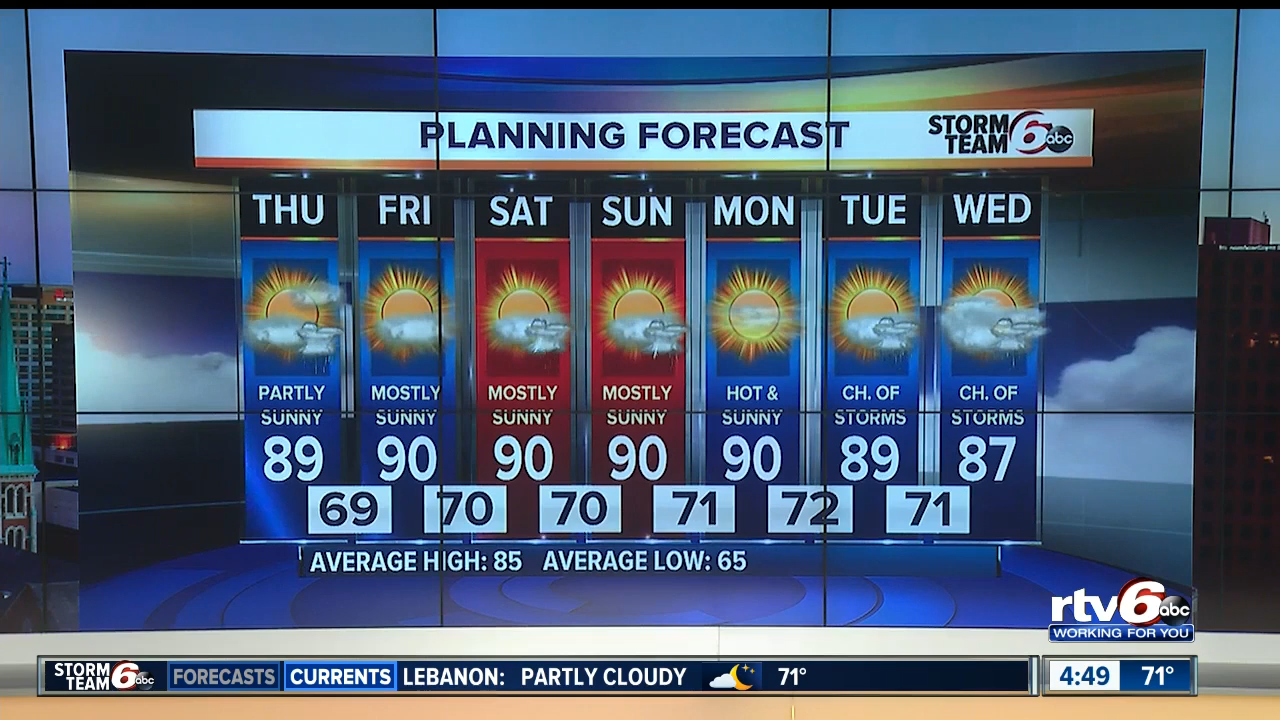 PLANNING FORECAST
STORM TEAM 6 abc
THU FRI SAT SUN MON TUE WED
PARTLY SUNNY
MOSTLY SUNNY
MOSTLY SUNNY
MOSTLY SUNNY
HOT & SUNNY
CH. OF STORMS
CH. OF STORMS
89 90 90 90 90 89 87
69 70 70 71 72 71
AVERAGE HIGH: 85 AVERAGE LOW: 65
rtv6 abc
WORKING FOR YOU
STORM TEAM 6 abc FORECASTS CURRENTS LEBANON: PARTLY CLOUDY 71° 4:49 71°